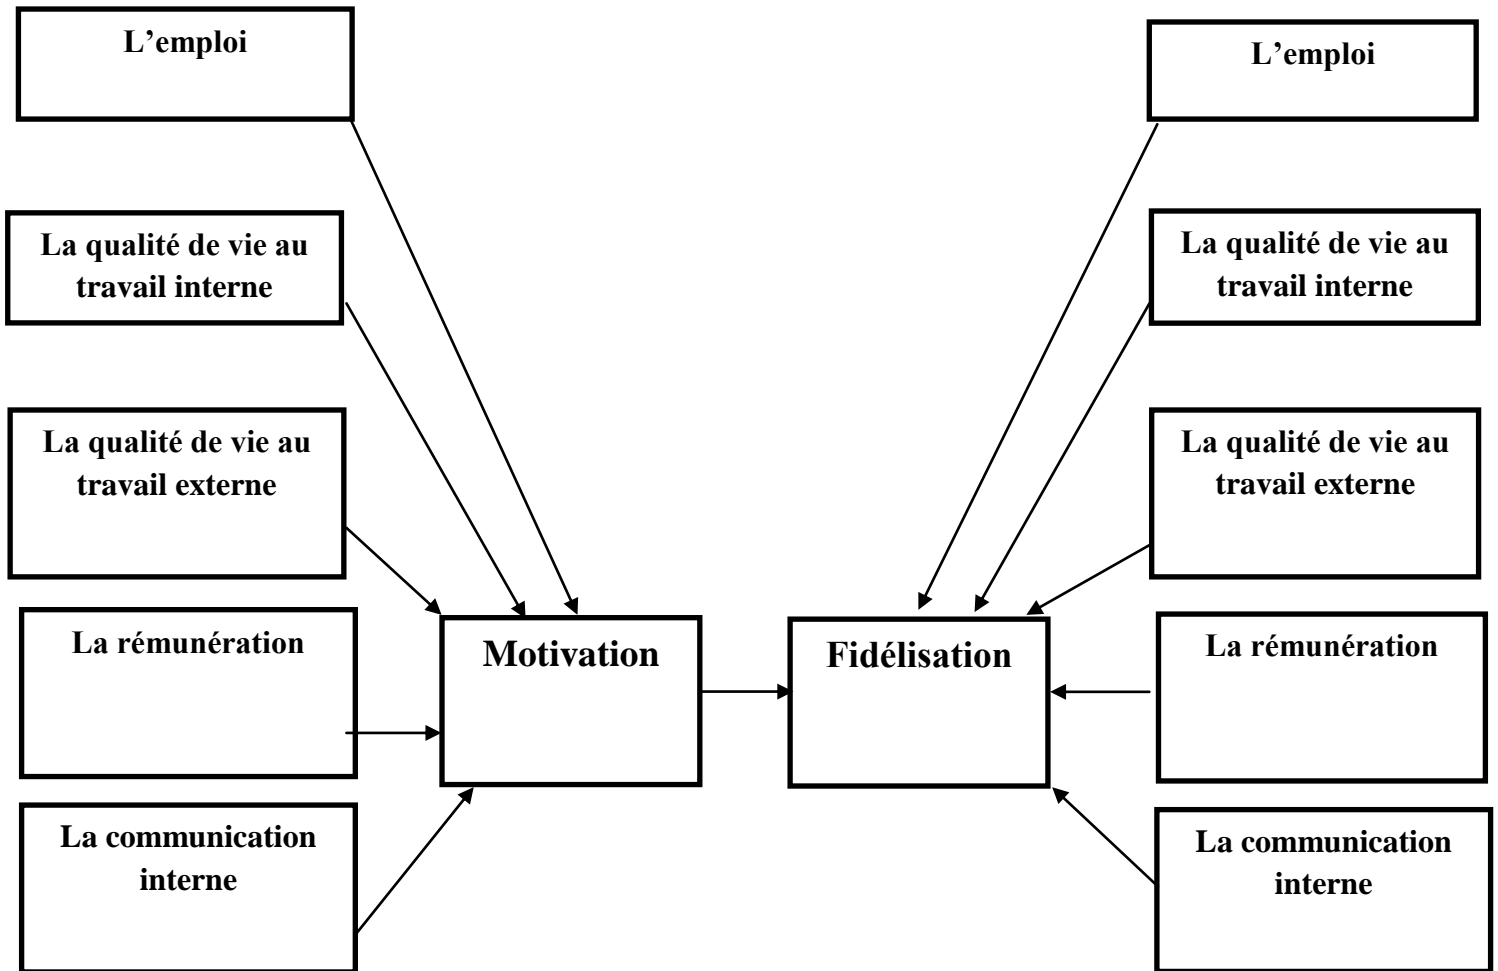 L’emploi
L’emploi
La qualité de vie au
travail interne
La qualité de vie au
travail interne
La qualité de vie au
travail externe
La qualité de vie au
travail externe
La rémunération
Motivation
Fidélisation
La rémunération
La communication
interne
La communication
interne